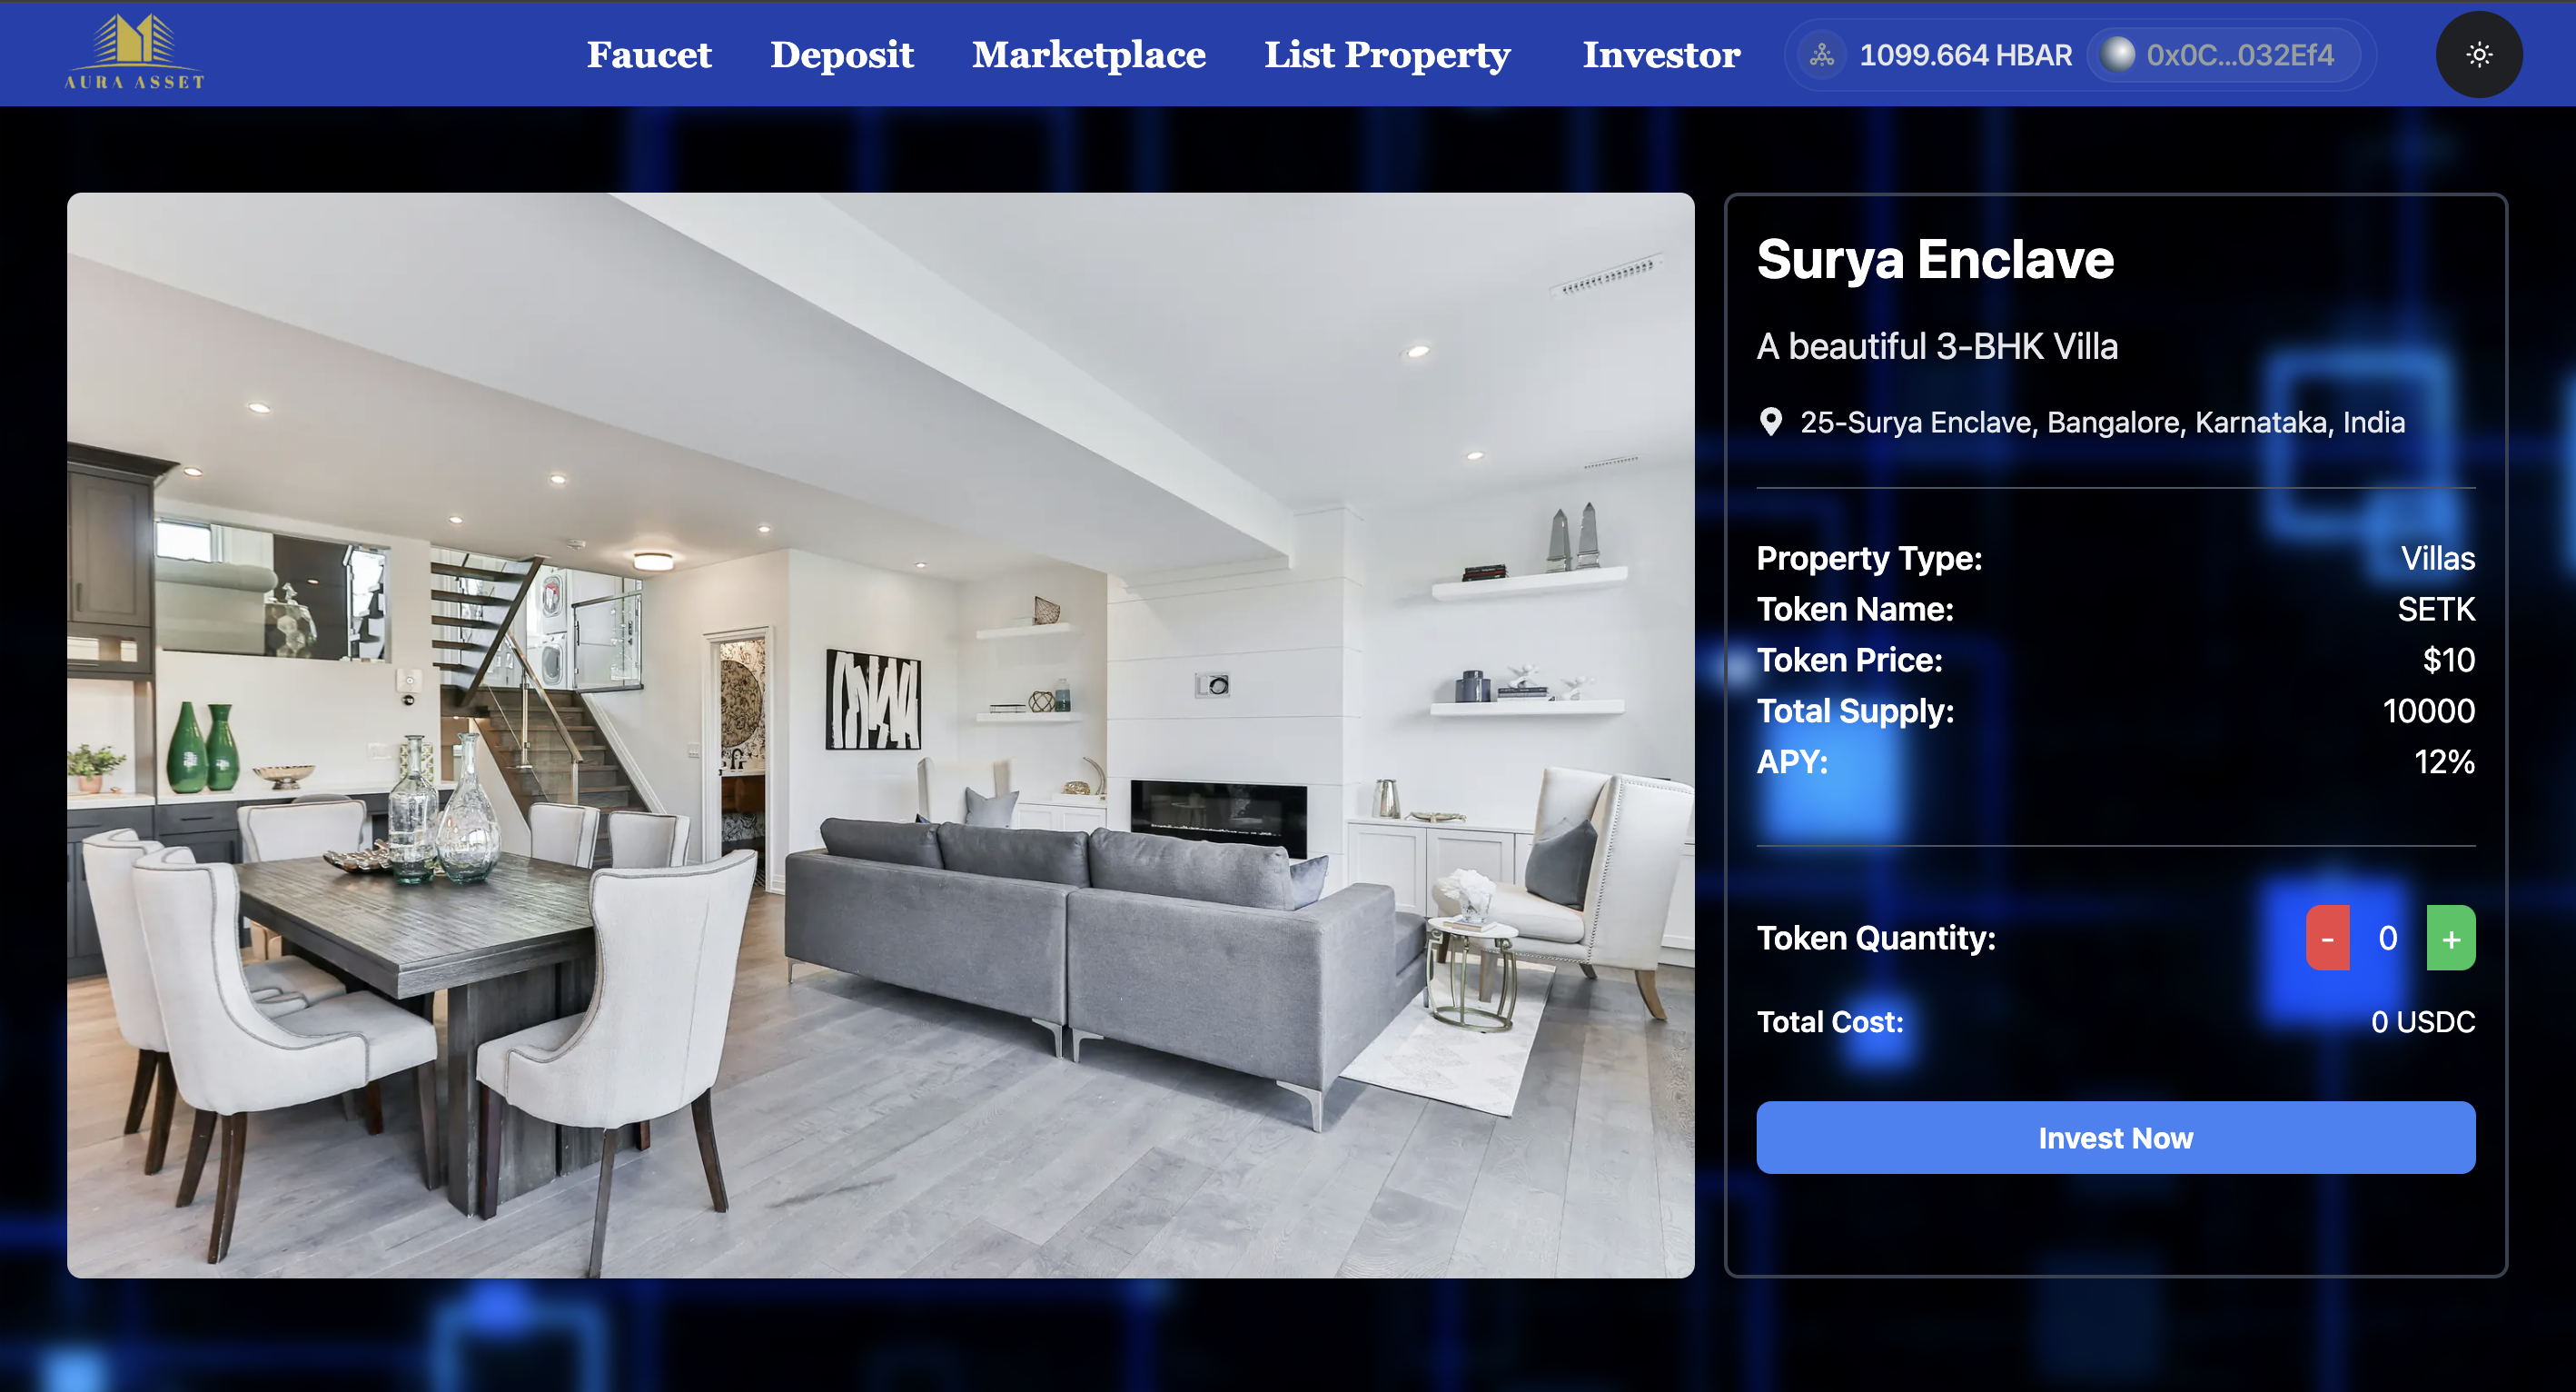 AURA ASSET
Faucet Deposit Marketplace List Property Investor 1099.664 HBAR 0x0C...032Ef4
Surya Enclave
A beautiful 3-BHK Villa
25-Surya Enclave, Bangalore, Karnataka, India
Property Type: Villas
Token Name: SETK
Token Price: $10
Total Supply: 10000
APY: 12%
Token Quantity: - 0 +
Total Cost: 0 USDC
Invest Now